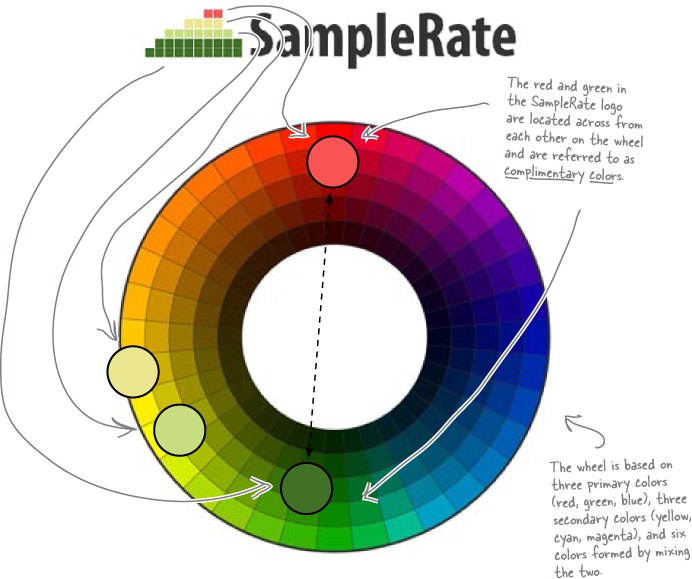 SampleRate
The red and green in
the SampleRate logo
are located across from
each other on the wheel
and are referred to as
complimentary colors.
The wheel is based on
three primary colors
(red, green, blue), three
secondary colors (yellow,
cyan, magenta), and six
colors formed by mixing
the two.